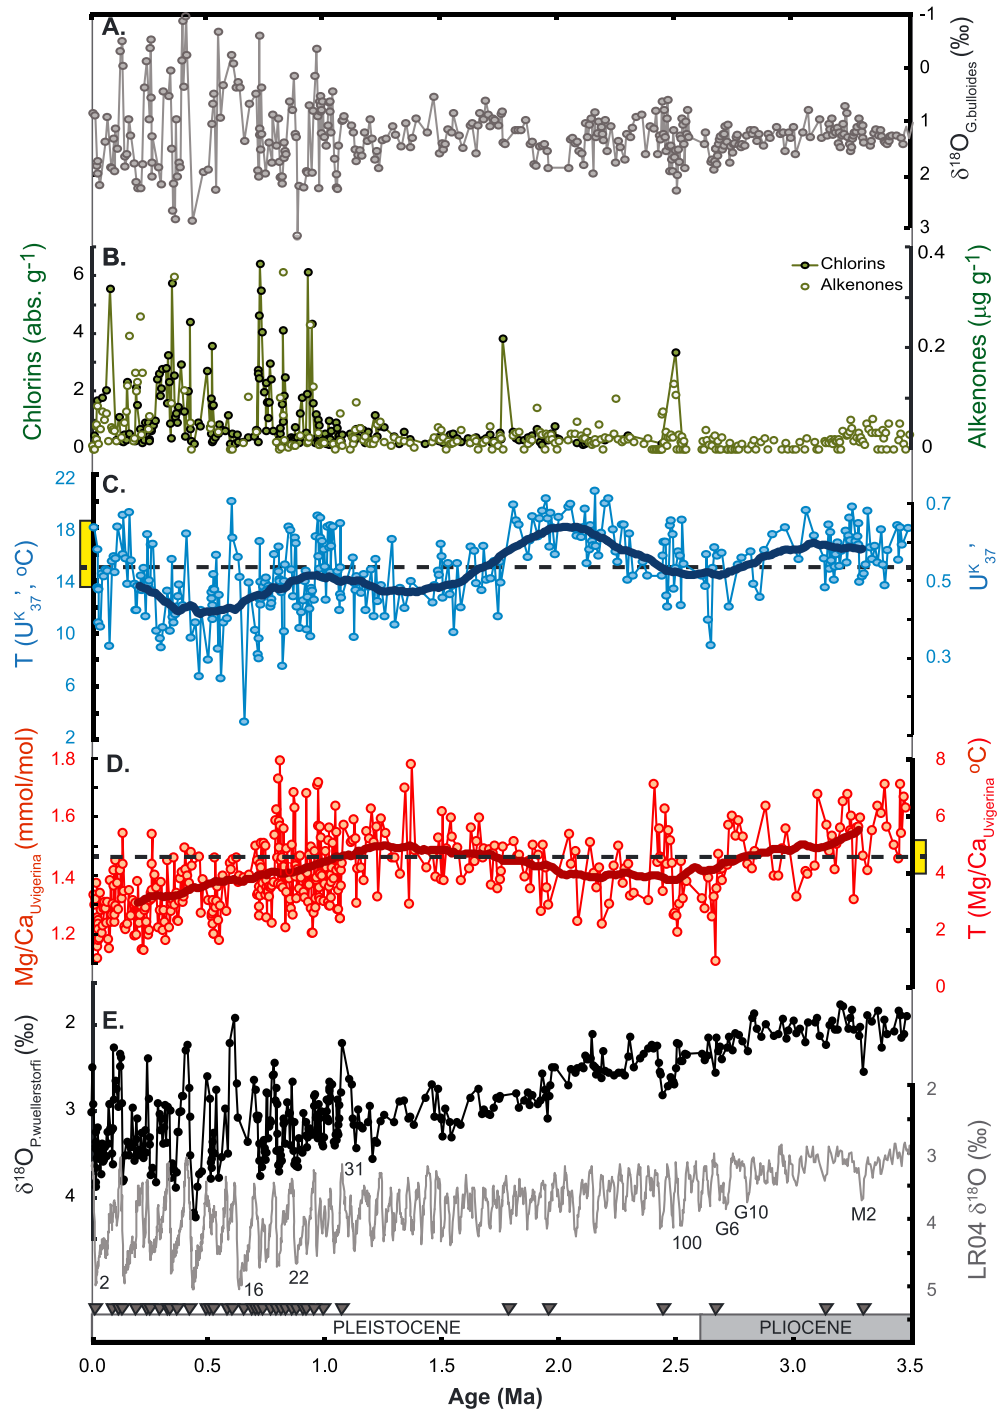 A.
-1
0
1
2
3
δ18OG.bulloides (‰)
B.
Chlorins (abs. g-1)
6
4
2
0
Chlorins
Alkenones
0.4
0.2
0
Alkenones (µg g-1)
C.
T (UK37', oC)
22
18
14
10
6
2
0.7
0.5
0.3
UK37'
D.
Mg/CaUvigerina (mmol/mol)
1.8
1.6
1.4
1.2
8
6
4
2
0
T (Mg/CaUvigerina oC)
E.
δ18OP.wuellerstorfi (‰)
2
3
4
2
3
4
5
LR04 δ18O (‰)
31
2
16
22
100
G6
G10
M2
PLEISTOCENE
PLIOCENE
0.0 0.5 1.0 1.5 2.0 2.5 3.0 3.5
Age (Ma)